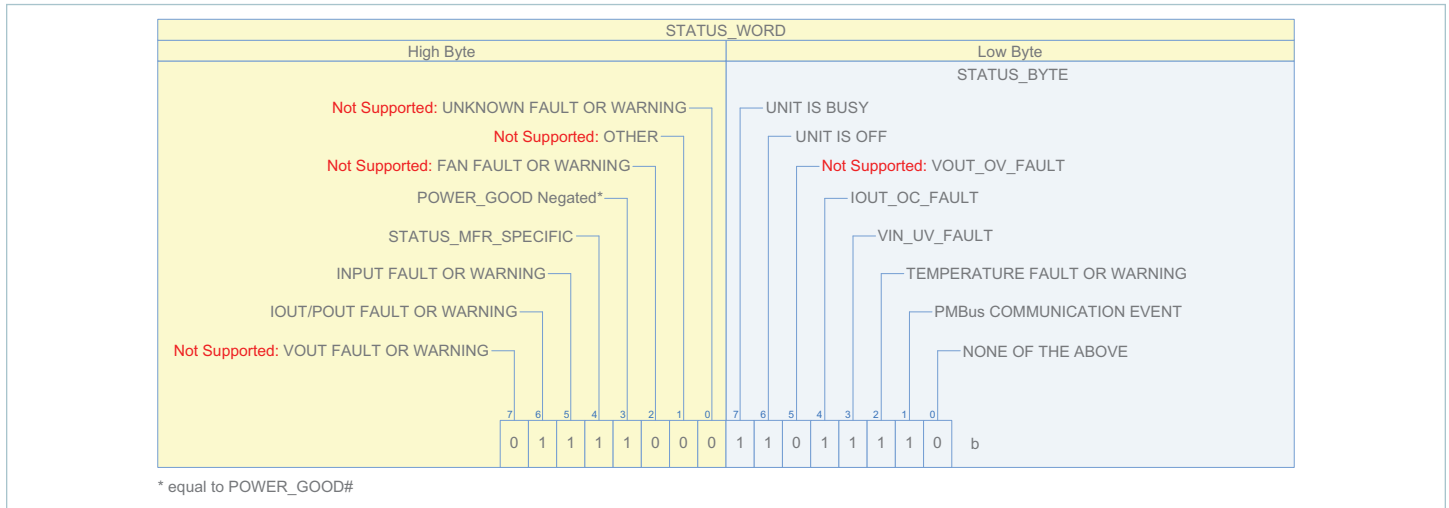 STATUS_WORD
High Byte
Low Byte
STATUS_BYTE
Not Supported: UNKNOWN FAULT OR WARNING
UNIT IS BUSY
Not Supported: OTHER
UNIT IS OFF
Not Supported: FAN FAULT OR WARNING
Not Supported: VOUT_OV_FAULT
POWER_GOOD Negated*
IOUT_OC_FAULT
STATUS_MFR_SPECIFIC
VIN_UV_FAULT
INPUT FAULT OR WARNING
TEMPERATURE FAULT OR WARNING
IOUT/POUT FAULT OR WARNING
PMBus COMMUNICATION EVENT
Not Supported: VOUT FAULT OR WARNING
NONE OF THE ABOVE
7 6 5 4 3 2 1 0 7 6 5 4 3 2 1 0
0 1 1 1 1 0 0 0 1 1 0 1 1 1 1 0 b
* equal to POWER_GOOD#